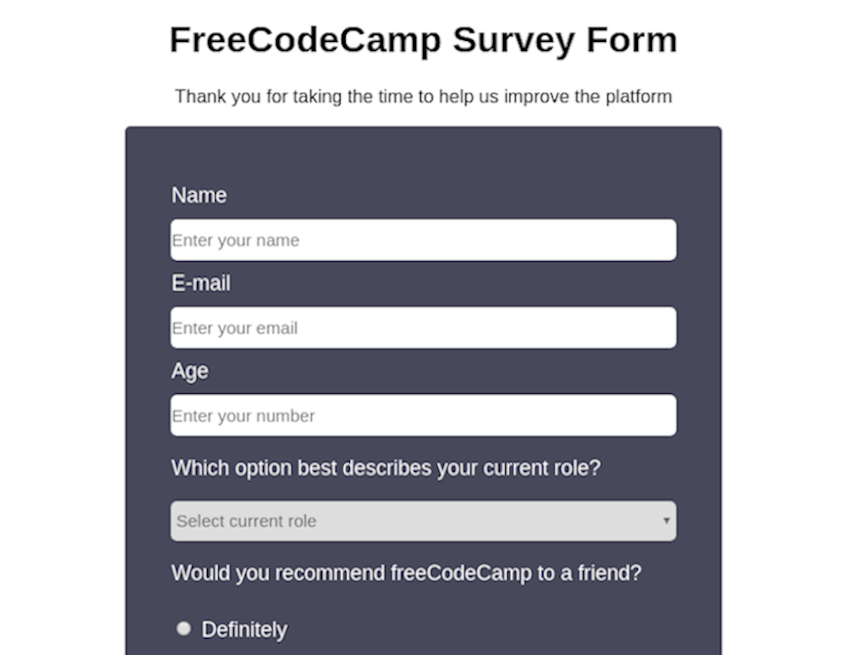 FreeCodeCamp Survey Form
Thank you for taking the time to help us improve the platform
Name
Enter your name
E-mail
Enter your email
Age
Enter your number
Which option best describes your current role?
Select current role
Would you recommend freeCodeCamp to a friend?
Definitely